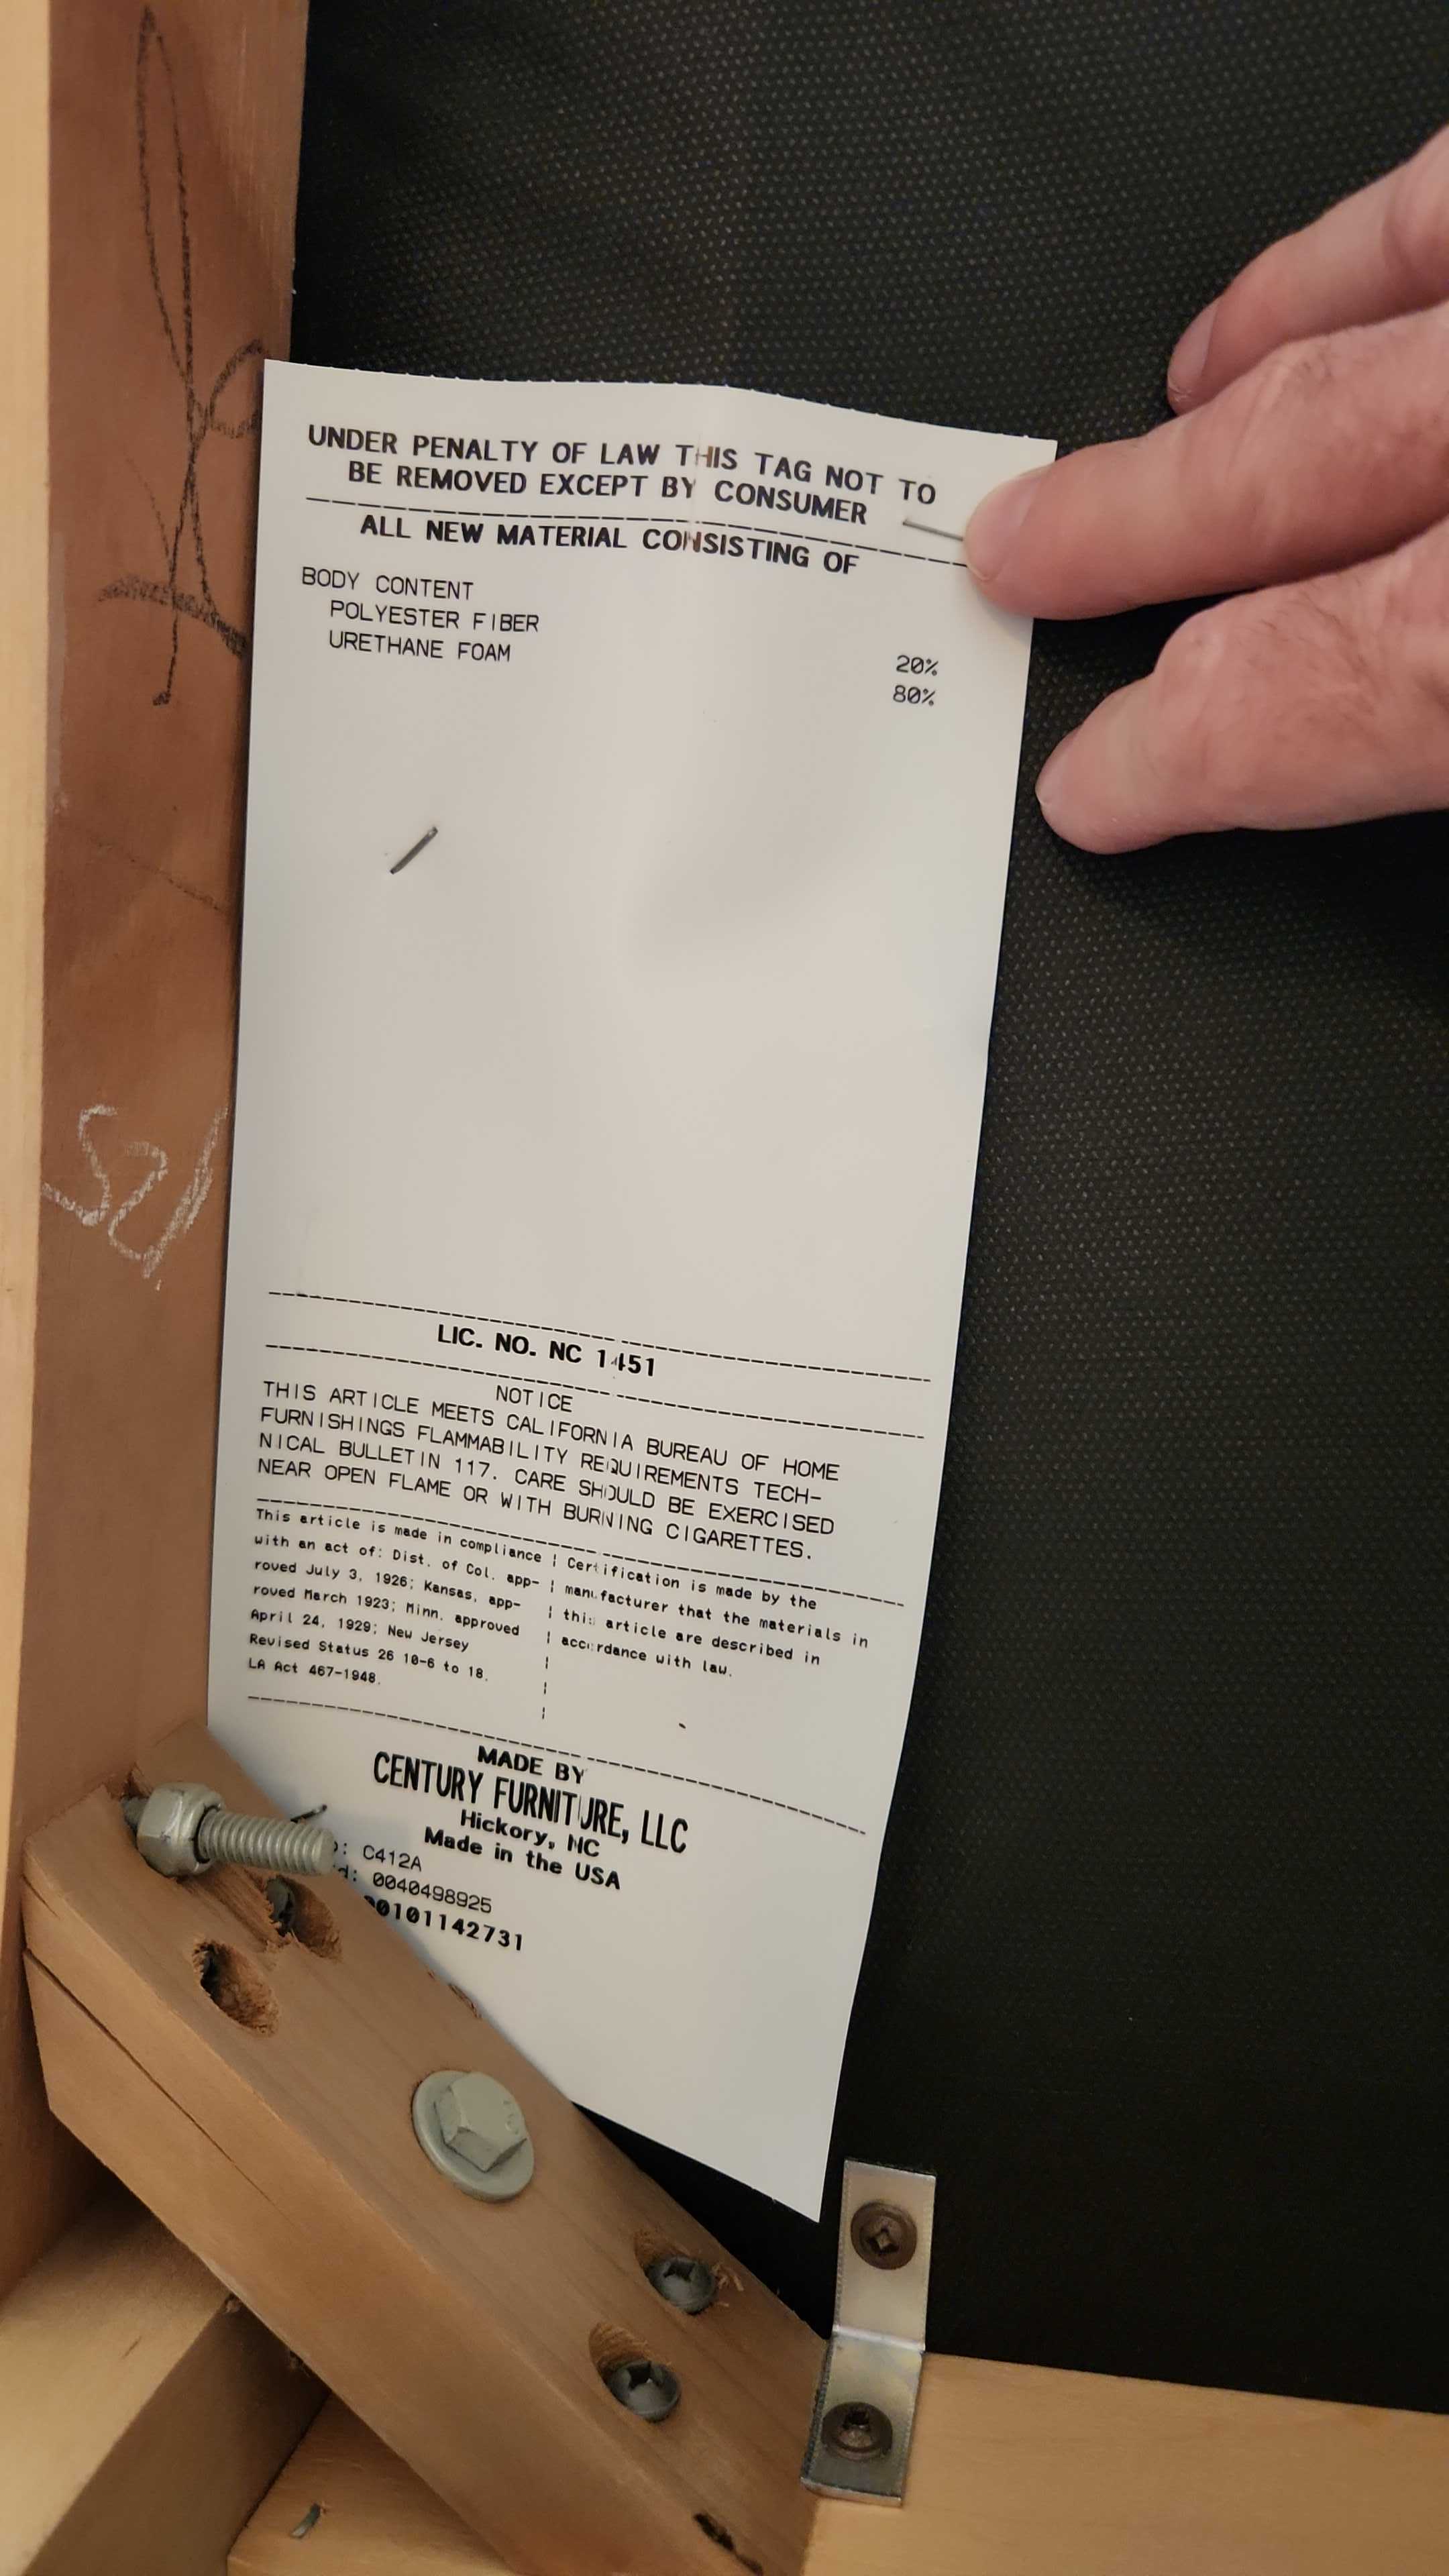 UNDER PENALTY OF LAW THIS TAG NOT TO
BE REMOVED EXCEPT BY CONSUMER
ALL NEW MATERIAL CONSISTING OF
BODY CONTENT
POLYESTER FIBER 20%
URETHANE FOAM 80%
LIC. NO. NC 1451
NOTICE
THIS ARTICLE MEETS CALIFORNIA BUREAU OF HOME
FURNISHINGS FLAMMABILITY REQUIREMENTS TECH-
NICAL BULLETIN 117. CARE SHOULD BE EXERCISED
NEAR OPEN FLAME OR WITH BURNING CIGARETTES.
This article is made in compliance
with an act of: Dist. of Col. app-
roved July 3, 1926; Kansas, app-
roved March 1923; Minn. approved
April 24, 1929; New Jersey
Revised Status 26 10-6 to 18.
LA Act 467-1948.
Certification is made by the
manufacturer that the materials in
this article are described in
accordance with law.
MADE BY
CENTURY FURNITURE, LLC
Hickory, NC
Made in the USA
: C412A
d: 0040498925
00101142731